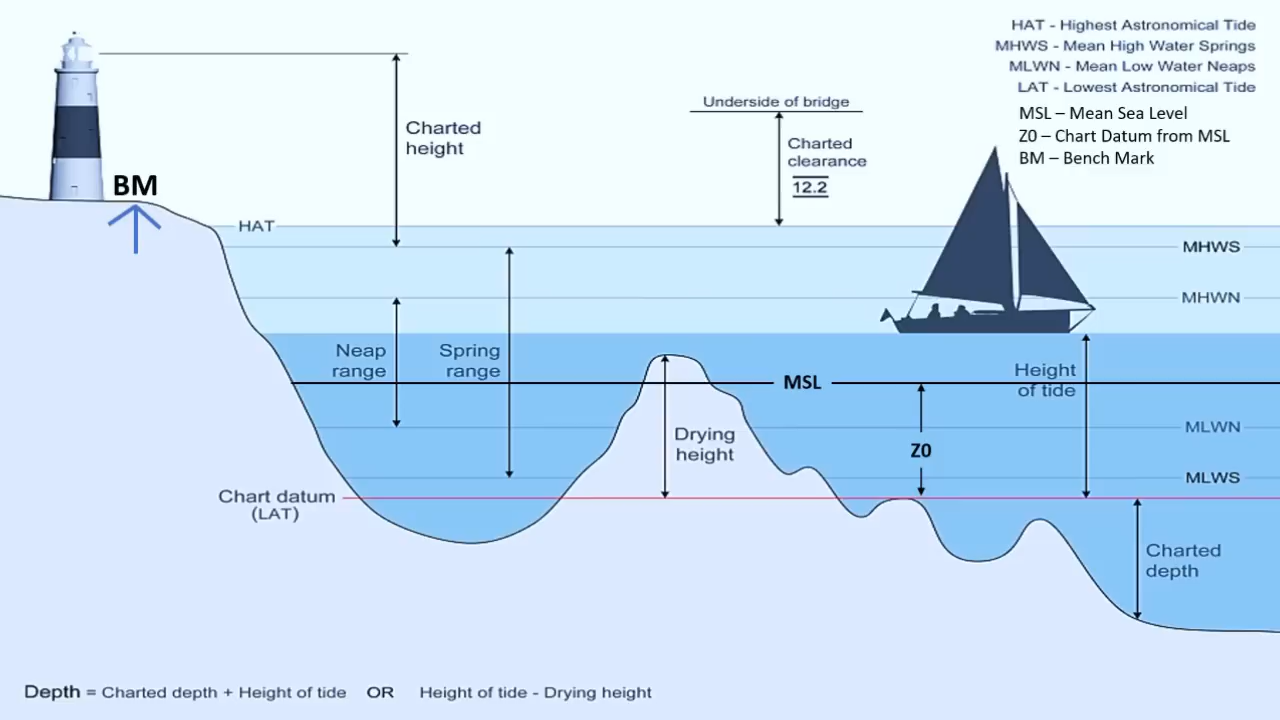 HAT - Highest Astronomical Tide
MHWS - Mean High Water Springs
MLWN - Mean Low Water Neaps
LAT - Lowest Astronomical Tide
MSL – Mean Sea Level
Z0 – Chart Datum from MSL
BM – Bench Mark
Underside of bridge
Charted
height
Charted
clearance
12.2
BM
HAT
MHWS
MHWN
Neap
range
Spring
range
Height
of tide
MSL
MLWN
Drying
height
Z0
MLWS
Chart datum
(LAT)
Charted
depth
Depth = Charted depth + Height of tide OR Height of tide - Drying height